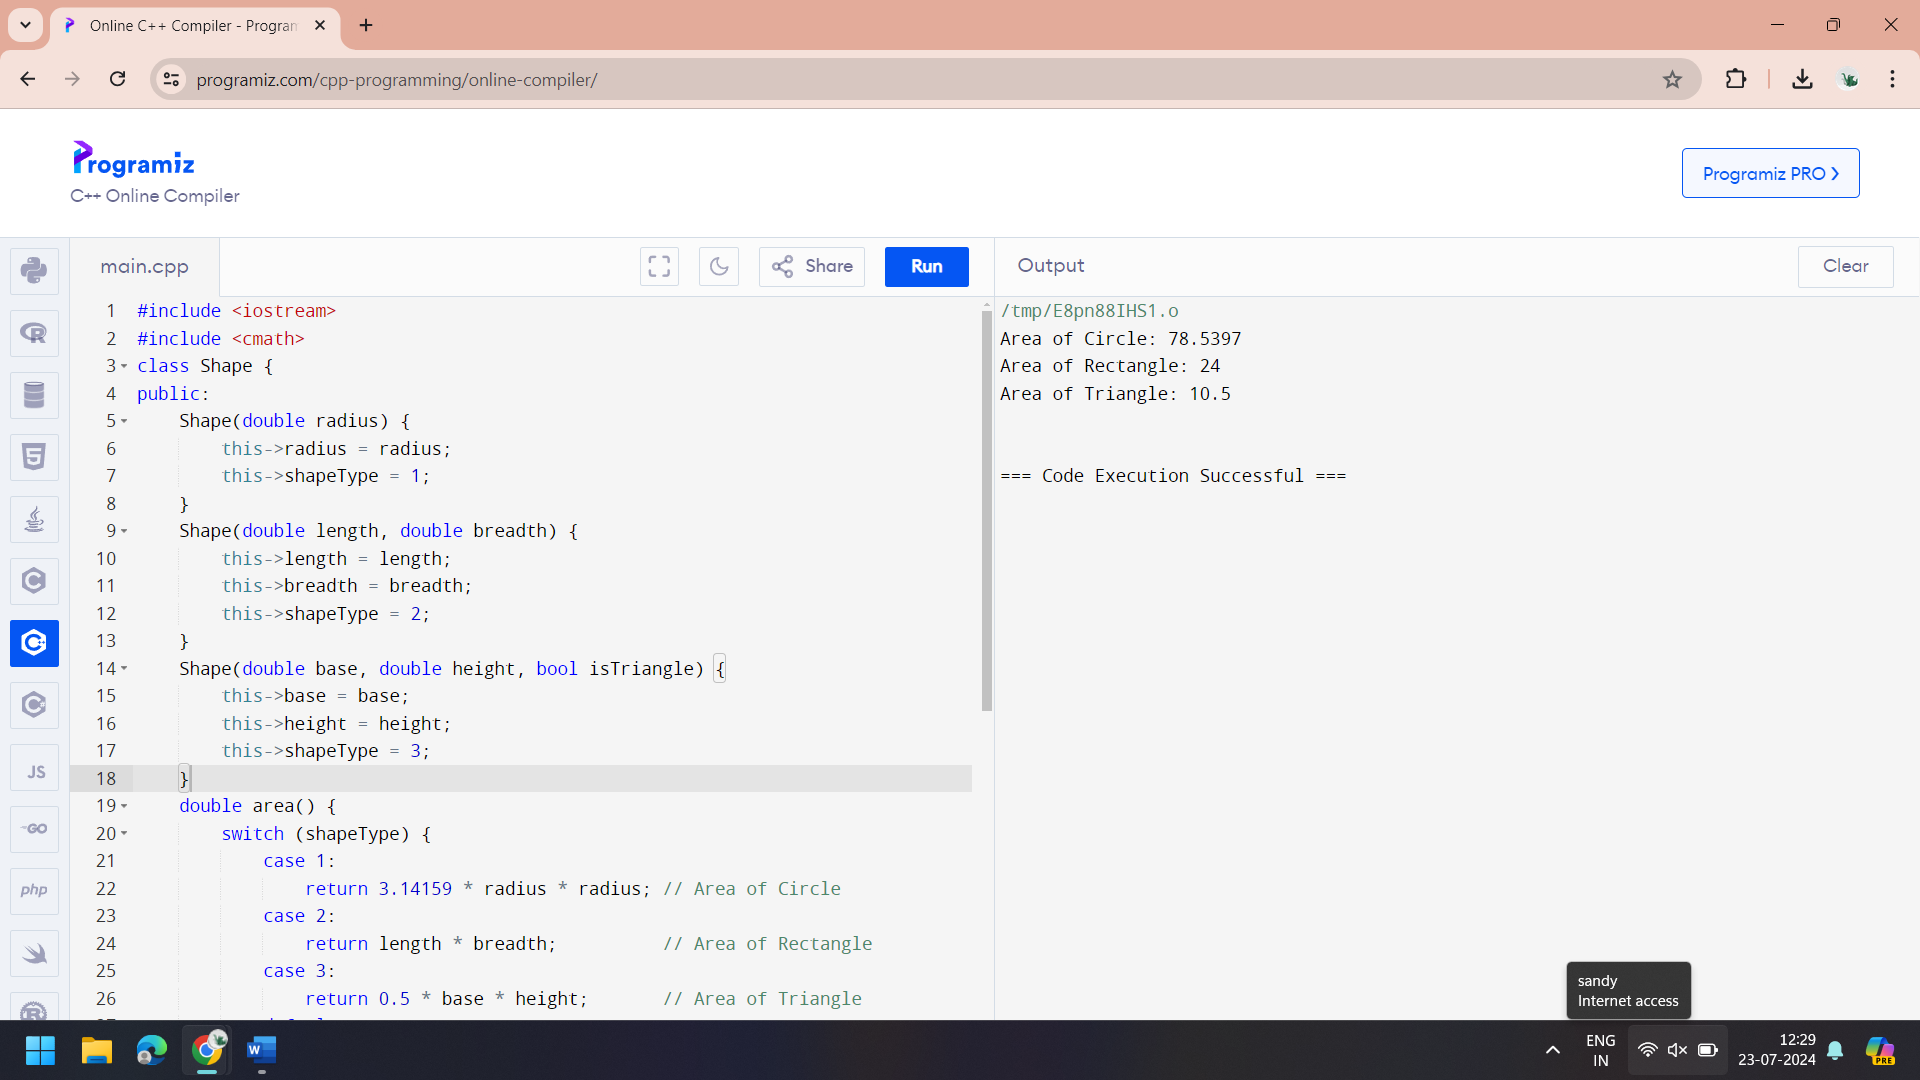 Online C++ Compiler - Program
programiz.com/cpp-programming/online-compiler/
Programiz
C++ Online Compiler
Programiz PRO
main.cpp
Share
Run
Output
Clear
1 #include <iostream>
2 #include <cmath>
3 class Shape {
4 public:
5     Shape(double radius) {
6         this->radius = radius;
7         this->shapeType = 1;
8     }
9     Shape(double length, double breadth) {
10         this->length = length;
11         this->breadth = breadth;
12         this->shapeType = 2;
13     }
14     Shape(double base, double height, bool isTriangle) {
15         this->base = base;
16         this->height = height;
17         this->shapeType = 3;
18     }
19     double area() {
20         switch (shapeType) {
21             case 1:
22                 return 3.14159 * radius * radius; // Area of Circle
23             case 2:
24                 return length * breadth;          // Area of Rectangle
25             case 3:
26                 return 0.5 * base * height;       // Area of Triangle
/tmp/E8pn88IHS1.o
Area of Circle: 78.5397
Area of Rectangle: 24
Area of Triangle: 10.5
=== Code Execution Successful ===
JS
GO
php
sandy
Internet access
ENG
IN
12:29
23-07-2024
PRE